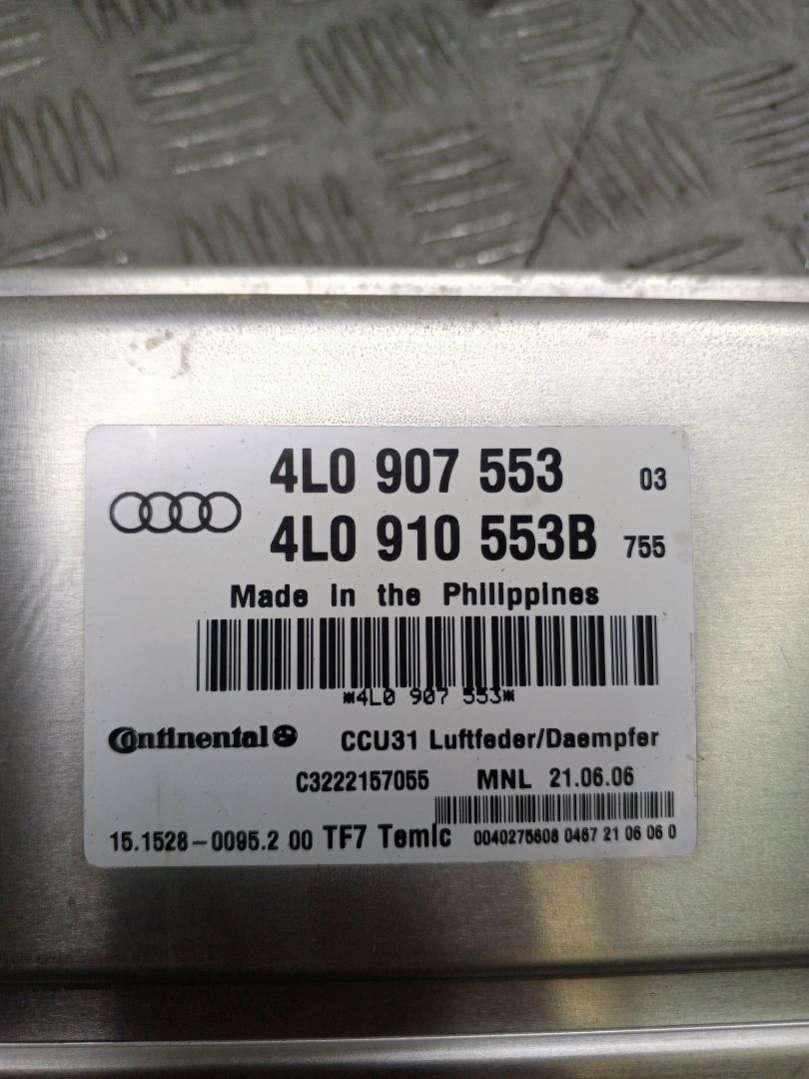 4L0 907 553 03
4L0 910 553B 755
Made in the Philippines
*4L0 907 553*
Continental CCU31 Luftfeder/Daempfer
C3222157055 MNL 21.06.06
15.1528-0095.2 00 TF7 Temic 0040275608 0467 21 06 06 0